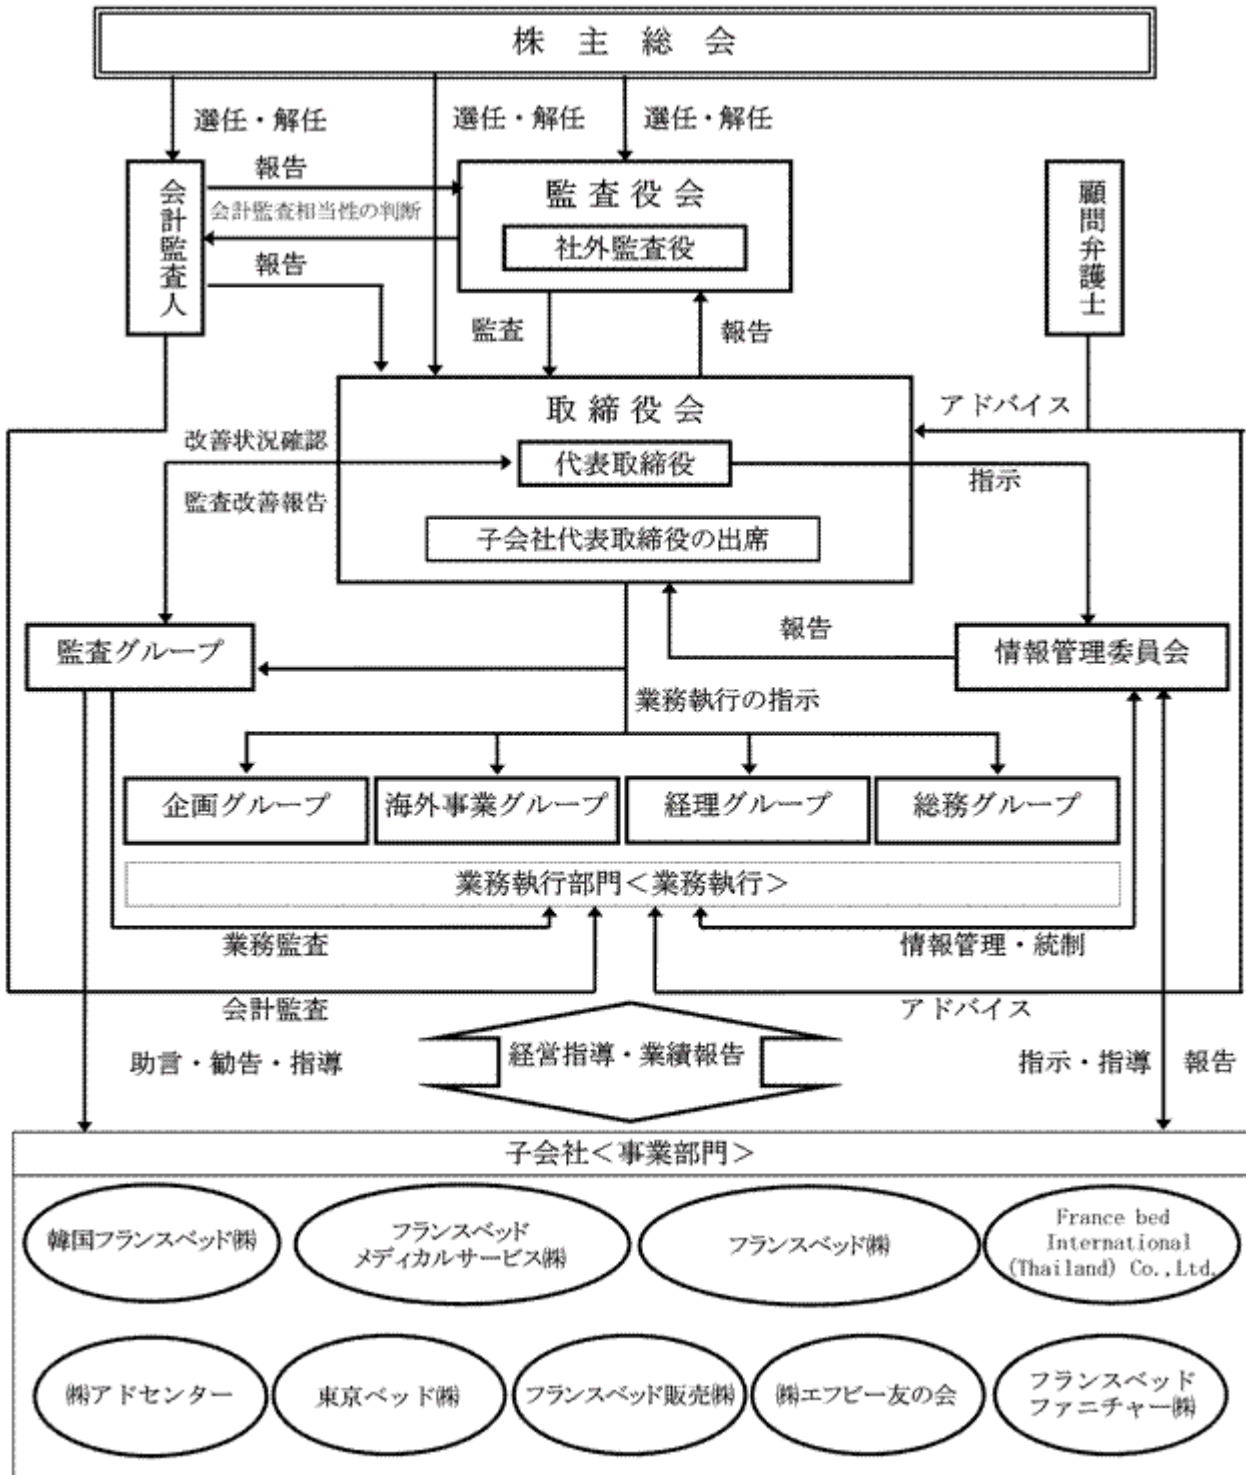 株主総会
選任・解任
選任・解任
選任・解任
会計監査人
報告
会計監査相当性の判断
報告
監査役会
社外監査役
顧問弁護士
監査
報告
取締役会
代表取締役
子会社代表取締役の出席
アドバイス
改善状況確認
監査改善報告
指示
監査グループ
報告
情報管理委員会
業務執行の指示
企画グループ
海外事業グループ
経理グループ
総務グループ
業務執行部門<業務執行>
業務監査
情報管理・統制
会計監査
アドバイス
助言・勧告・指導
経営指導・業績報告
指示・指導
報告
子会社<事業部門>
韓国フランスベッド㈱
フランスベッド
メディカルサービス㈱
フランスベッド㈱
France bed
International
(Thailand) Co.,Ltd.
㈱アドセンター
東京ベッド㈱
フランスベッド販売㈱
㈱エフビー友の会
フランスベッド
ファニチャー㈱